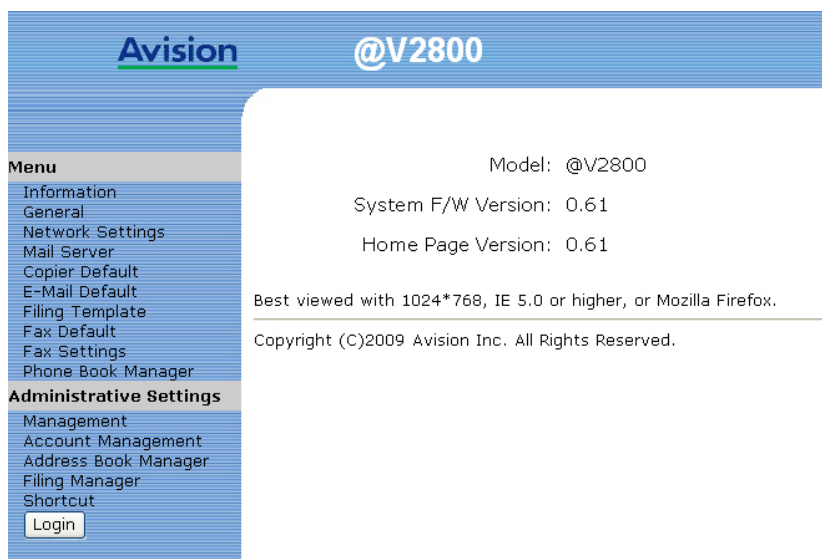 Avision
@V2800
Menu
Information
General
Network Settings
Mail Server
Copier Default
E-Mail Default
Filing Template
Fax Default
Fax Settings
Phone Book Manager
Administrative Settings
Management
Account Management
Address Book Manager
Filing Manager
Shortcut
Login
Model: @V2800
System F/W Version: 0.61
Home Page Version: 0.61
Best viewed with 1024*768, IE 5.0 or higher, or Mozilla Firefox.
Copyright (C)2009 Avision Inc. All Rights Reserved.